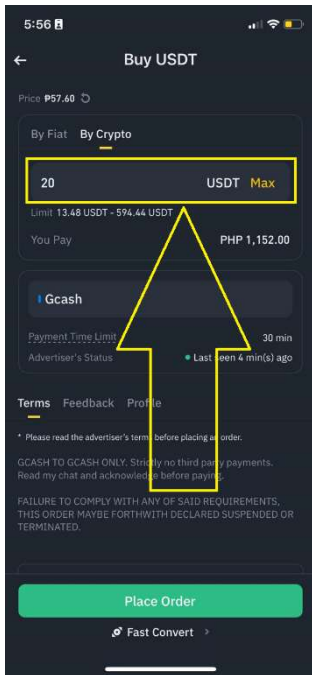 5:56
Buy USDT
Price ₱57.60
By Fiat By Crypto
20 USDT Max
Limit 13.48 USDT - 594.44 USDT
You Pay PHP 1,152.00
Gcash
Payment Time Limit 30 min
Advertiser's Status Last seen 4 min(s) ago
Terms Feedback Profile
* Please read the advertiser's terms before placing an order.
GCASH TO GCASH ONLY. Strictly no third party payments.
Read my chat and acknowledge before paying.
FAILURE TO COMPLY WITH ANY OF SAID REQUIREMENTS,
THIS ORDER MAYBE FORTHWITH DECLARED SUSPENDED OR
TERMINATED.
Place Order
Fast Convert